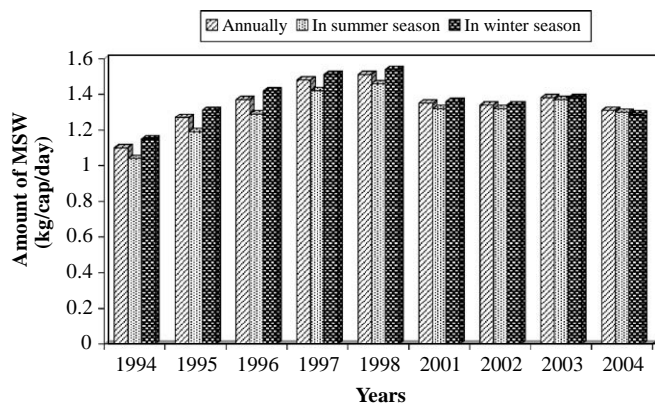 Annually In summer season In winter season
1.6
1.4
1.2
1
0.8
0.6
0.4
0.2
0
Amount of MSW
(kg/cap/day)
1994 1995 1996 1997 1998 2001 2002 2003 2004
Years